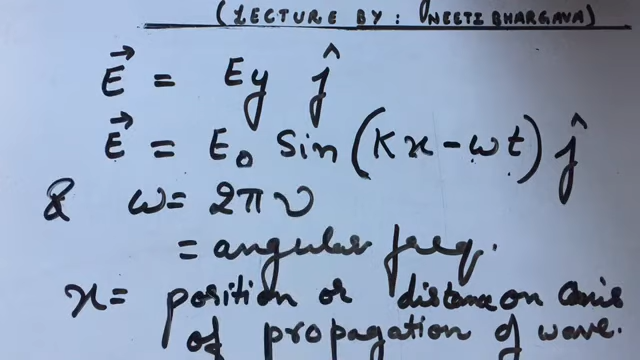 (LECTURE BY: PNEETI BHARGAVA)
E⃗ = Ey ĵ
E⃗ = E₀ Sin (Kx - ωt) ĵ
& ω = 2πν
= angular freq.
x = position or distance on axis
of propagation of wave.